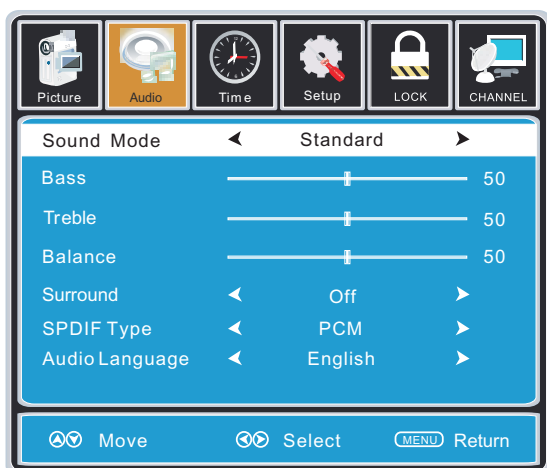 Picture Audio Time Setup LOCK CHANNEL
Sound Mode Standard
Bass 50
Treble 50
Balance 50
Surround Off
SPDIF Type PCM
Audio Language English
Move Select MENU Return